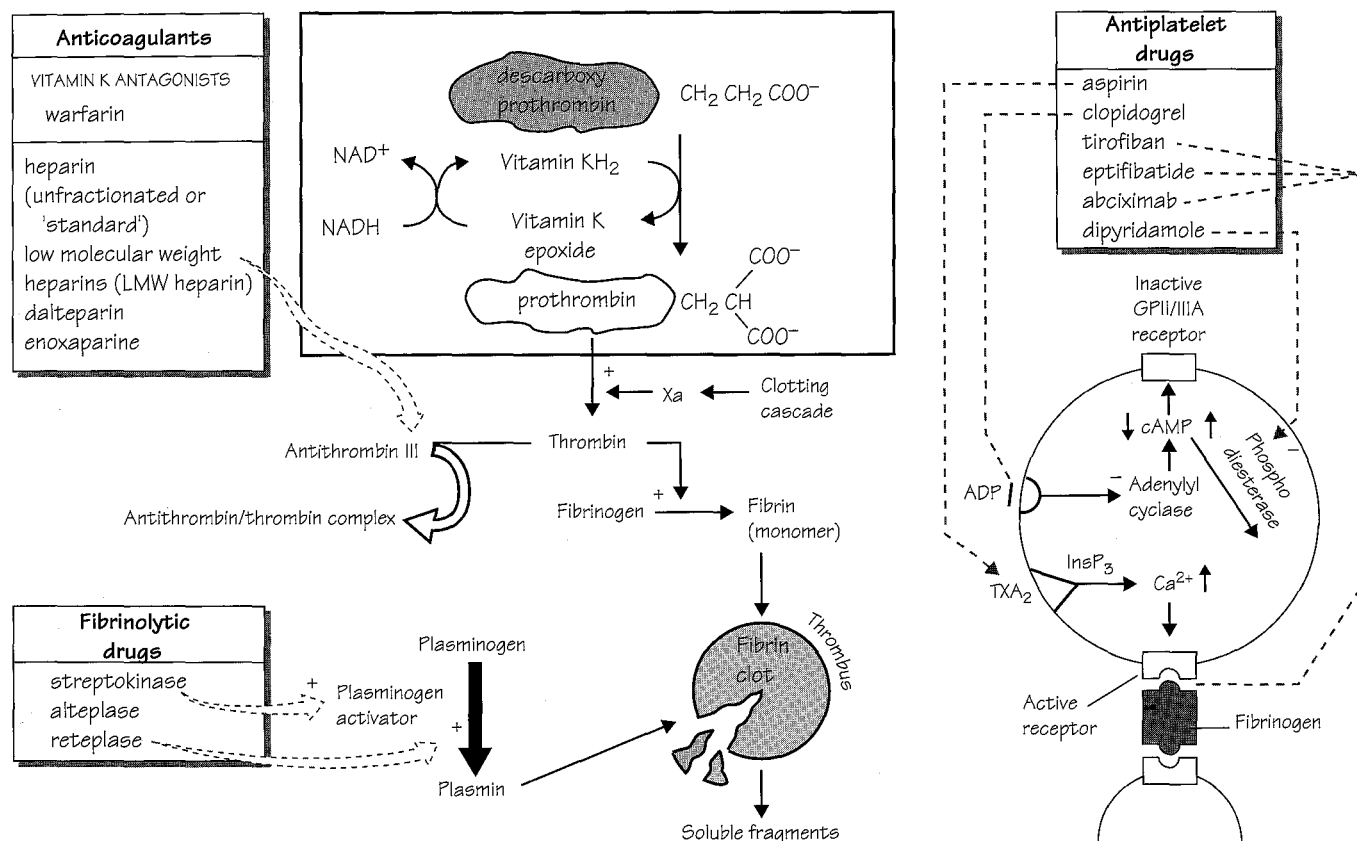 Anticoagulants
VITAMIN K ANTAGONISTS
warfarin
heparin
(unfractionated or
'standard')
low molecular weight
heparins (LMW heparin)
dalteparin
enoxaparine
descarboxy
prothrombin
CH₂ CH₂ COO⁻
NAD⁺
Vitamin KH₂
NADH
Vitamin K
epoxide
COO⁻
prothrombin
CH₂ CH
COO⁻
+
Xa
Clotting
cascade
Antithrombin III
Thrombin
Antithrombin/thrombin complex
Fibrinogen
+
Fibrin
(monomer)
Fibrinolytic
drugs
streptokinase
alteplase
reteplase
+
Plasminogen
activator
Plasminogen
+
Plasmin
Fibrin
clot
Thrombus
Soluble fragments
Antiplatelet
drugs
aspirin
clopidogrel
tirofiban
eptifibatide
abciximab
dipyridamole
Inactive
GPII/IIIA
receptor
cAMP
Phospho
diesterase
−
ADP
−
Adenylyl
cyclase
TXA₂
InsP₃
Ca²⁺
Active
receptor
Fibrinogen